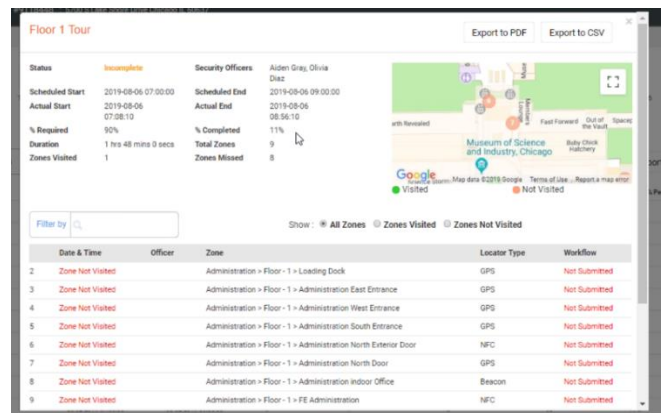 Floor 1 Tour
Export to PDF
Export to CSV
Status Incomplete Security Officers Aiden Gray, Olivia
Diaz
Scheduled Start 2019-08-06 07:00:00 Scheduled End 2019-08-06 09:00:00
Actual Start 2019-08-06 Actual End 2019-08-06
07:08:10 08:56:10
% Required 90% % Completed 11%
Duration 1 hrs 48 mins 0 secs Total Zones 9
Zones Visited 1 Zones Missed 8
Members Lounge
Fast Forward
Out of
the Vault
Museum of Science
and Industry, Chicago
Baby Chick
Hatchery
Google
Map data ©2019 Google Terms of Use Report a map error
Visited Not Visited
Filter by
Show : All Zones Zones Visited Zones Not Visited
Date & Time Officer Zone Locator Type Workflow
2 Zone Not Visited Administration > Floor - 1 > Loading Dock GPS Not Submitted
3 Zone Not Visited Administration > Floor - 1 > Administration East Entrance GPS Not Submitted
4 Zone Not Visited Administration > Floor - 1 > Administration West Entrance GPS Not Submitted
5 Zone Not Visited Administration > Floor - 1 > Administration South Entrance GPS Not Submitted
6 Zone Not Visited Administration > Floor - 1 > Administration North Exterior Door NFC Not Submitted
7 Zone Not Visited Administration > Floor - 1 > Administration North Door GPS Not Submitted
8 Zone Not Visited Administration > Floor - 1 > Administration indoor Office Beacon Not Submitted
9 Zone Not Visited Administration > Floor - 1 > FE Administration NFC Not Submitted